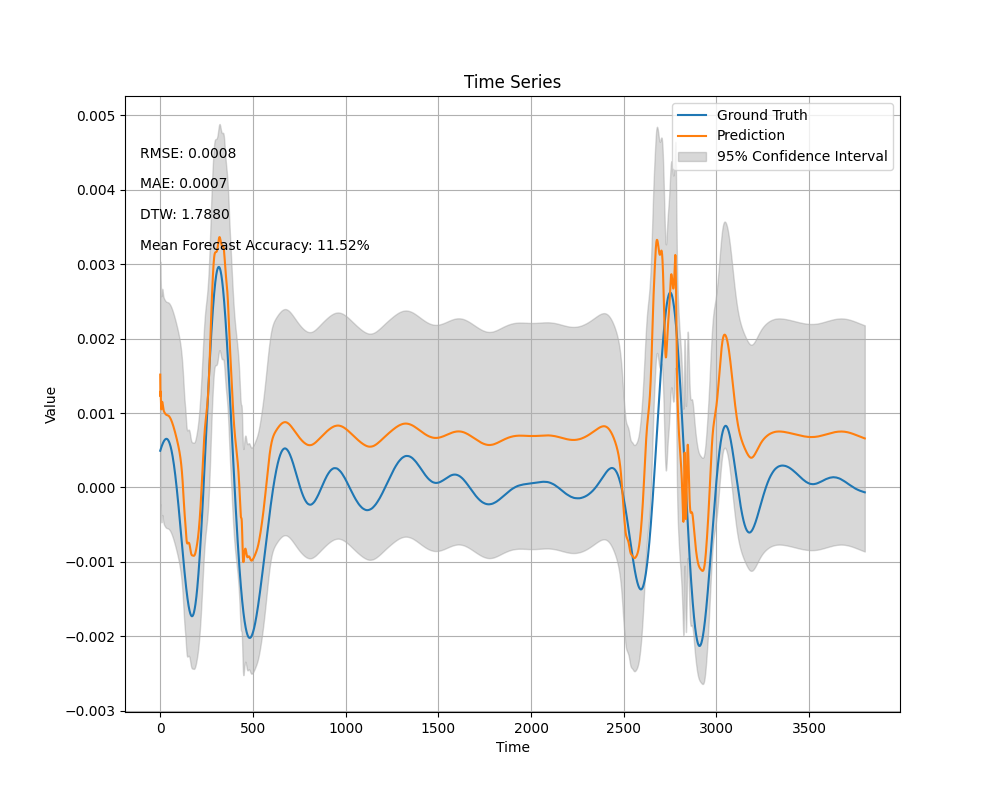 Time Series
0.005
0.004
0.003
0.002
0.001
0.000
−0.001
−0.002
−0.003
Value
RMSE: 0.0008
MAE: 0.0007
DTW: 1.7880
Mean Forecast Accuracy: 11.52%
Ground Truth
Prediction
95% Confidence Interval
0 500 1000 1500 2000 2500 3000 3500
Time